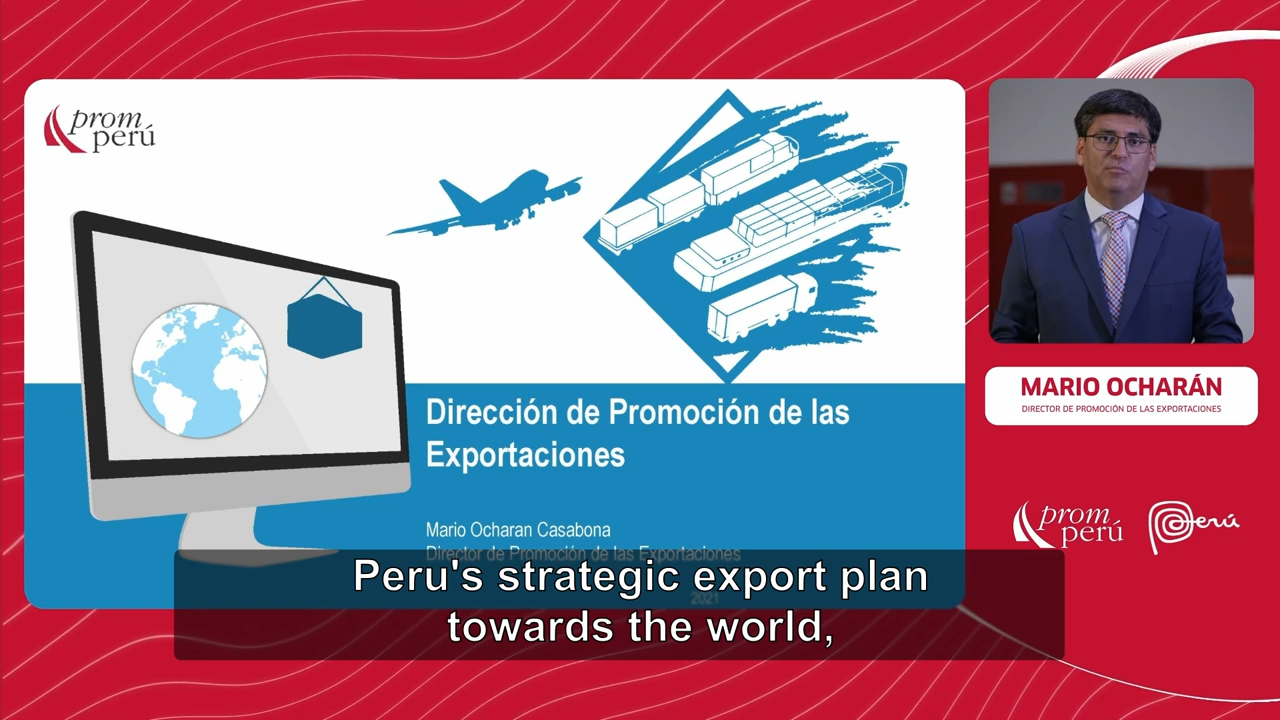 prom
perú
Dirección de Promoción de las
Exportaciones
Mario Ocharan Casabona
Director de Promoción de las Exportaciones
2021
MARIO OCHARÁN
DIRECTOR DE PROMOCIÓN DE LAS EXPORTACIONES
prom
perú
Perú
Peru's strategic export plan
towards the world,